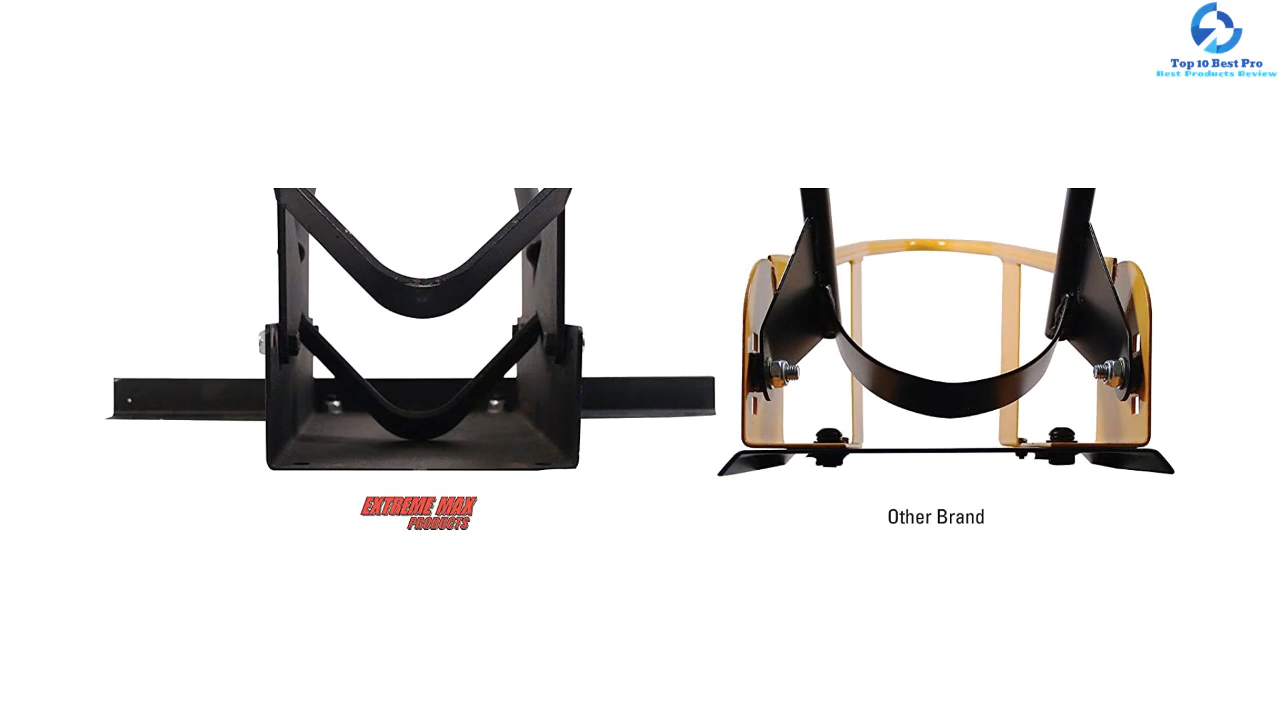 Top 10 Best Pro
Best Products Review
EXTREME MAX
PRODUCTS
Other Brand